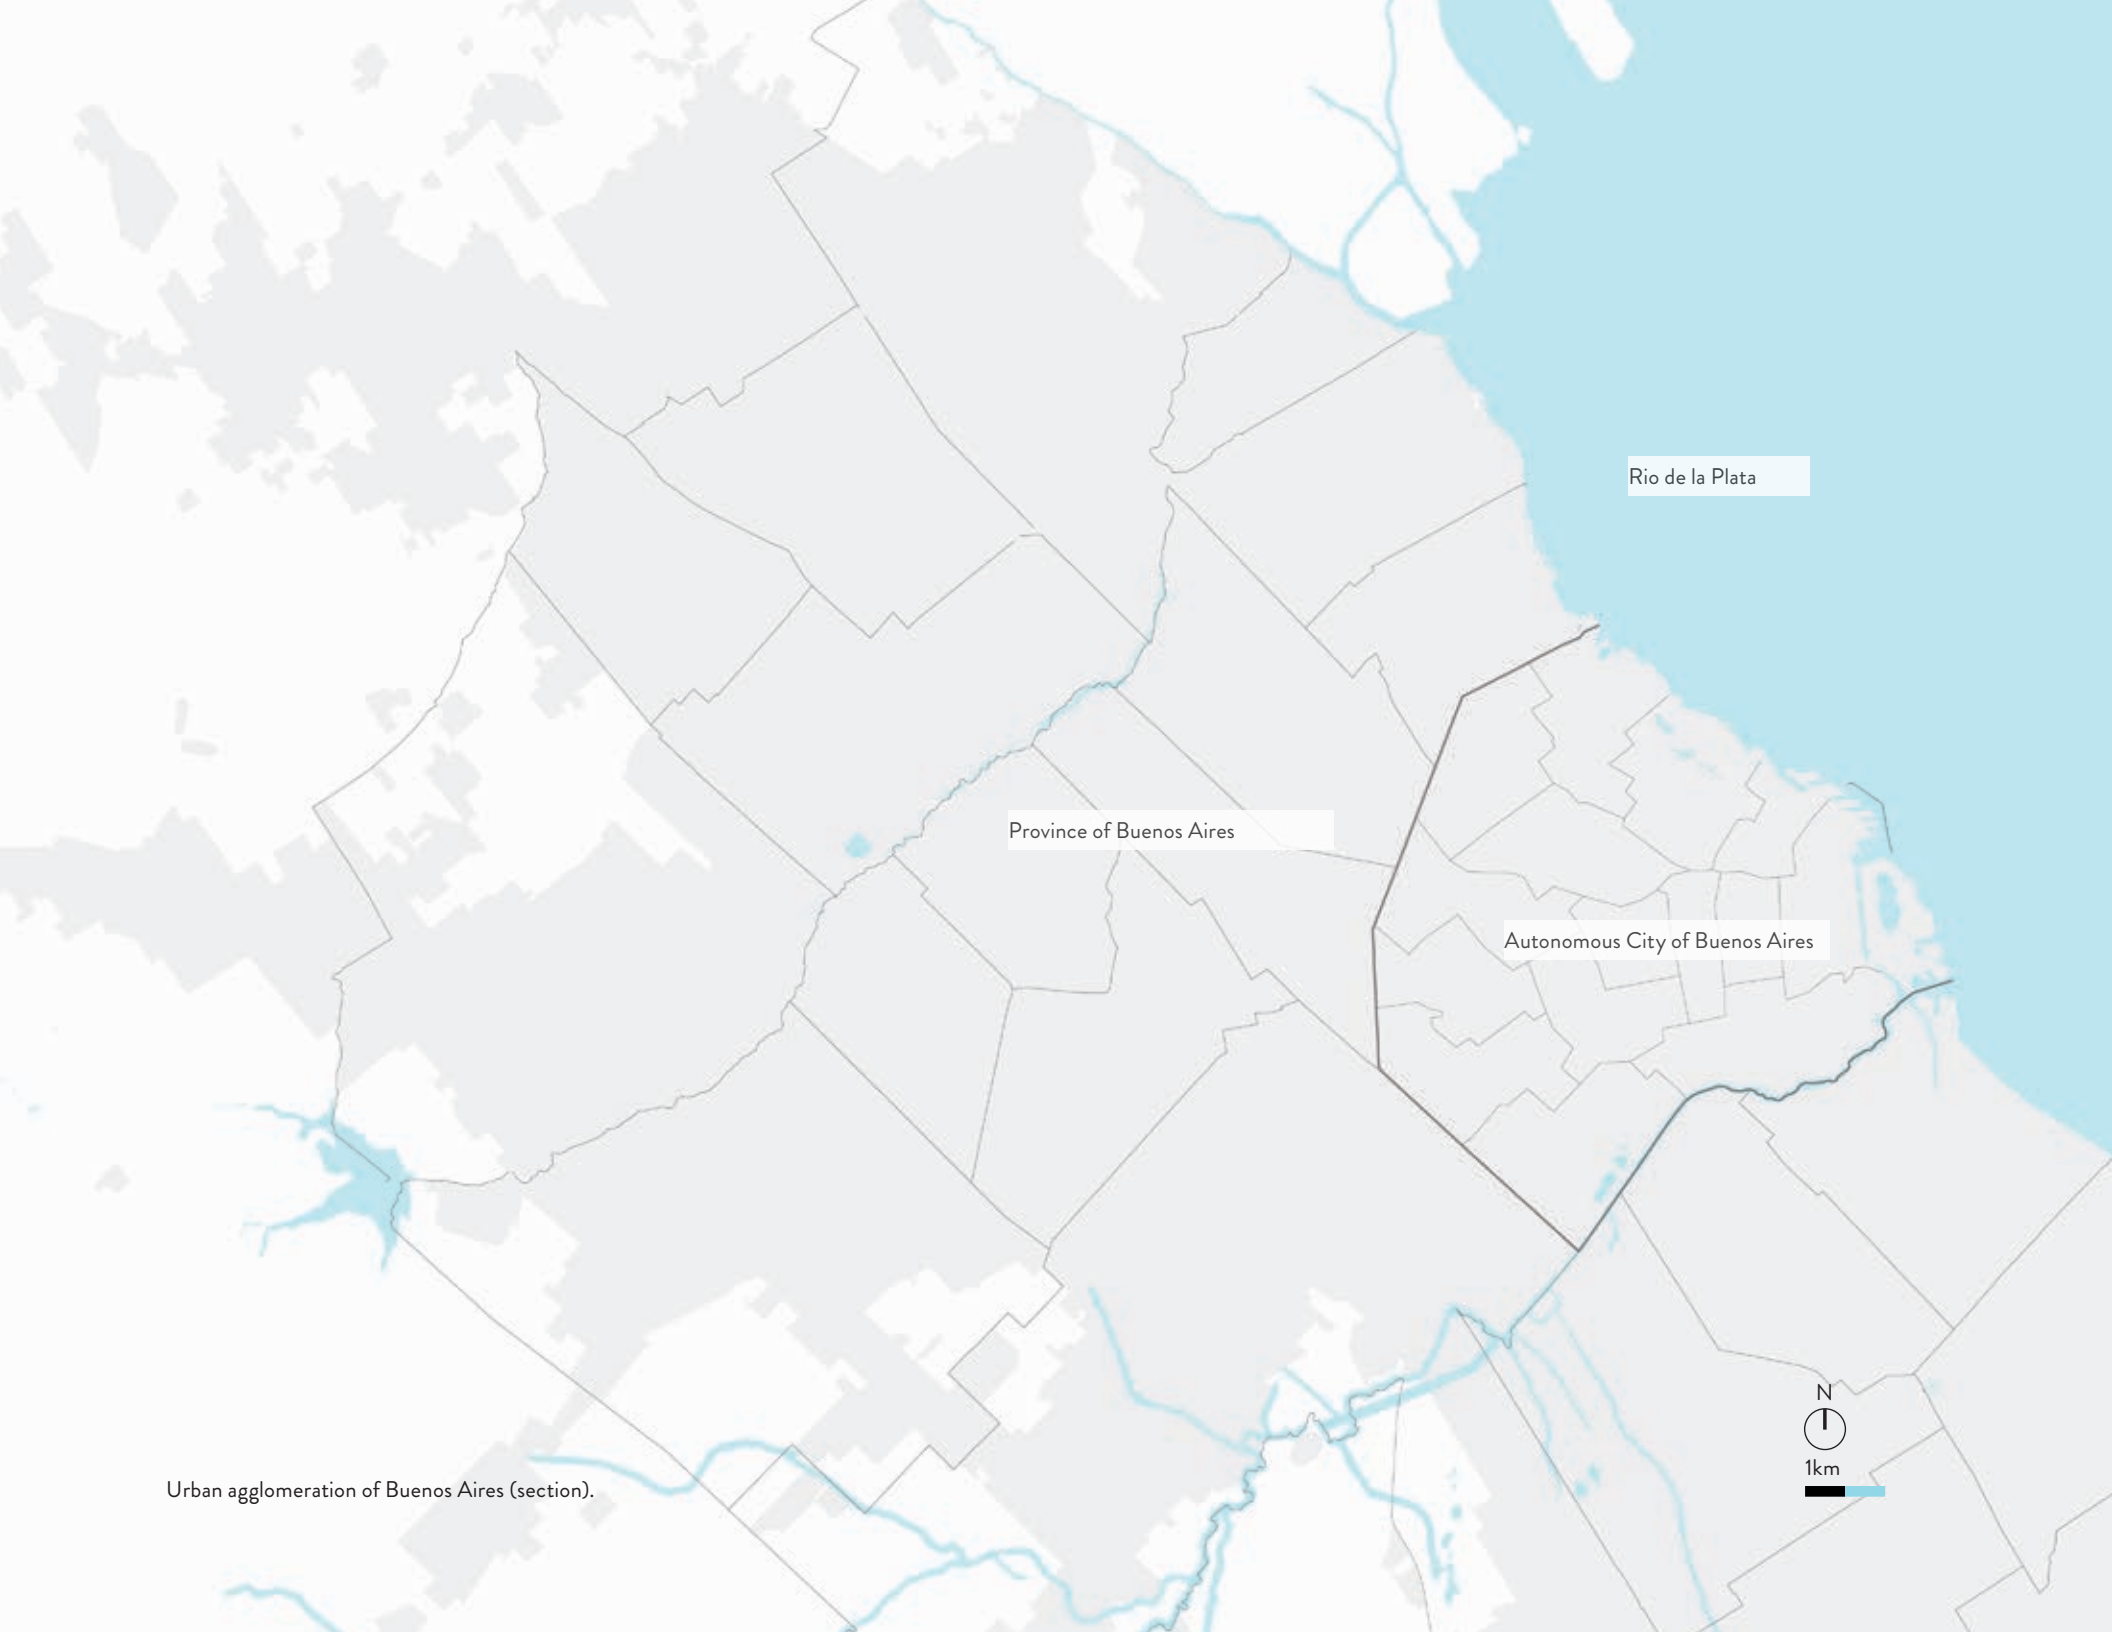 Rio de la Plata
Province of Buenos Aires
Autonomous City of Buenos Aires
N
1km
Urban agglomeration of Buenos Aires (section).